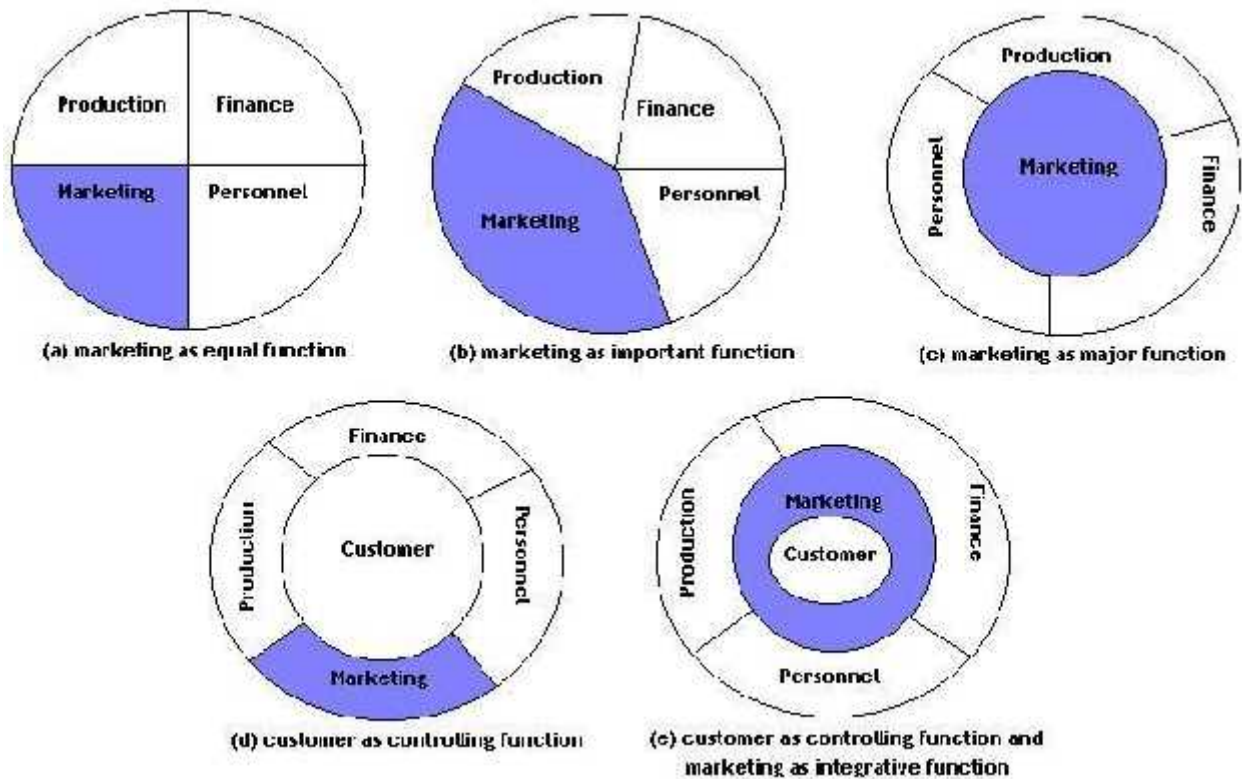 Production
Finance
Marketing
Personnel
(a) marketing as equal function
Production
Finance
Personnel
Marketing
(b) marketing as important function
Production
Marketing
Personnel
Finance
(c) marketing as major function
Finance
Production
Personnel
Customer
Marketing
(d) customer as controlling function
Marketing
Production
Finance
Customer
Personnel
(e) customer as controlling function and
marketing as integrative function